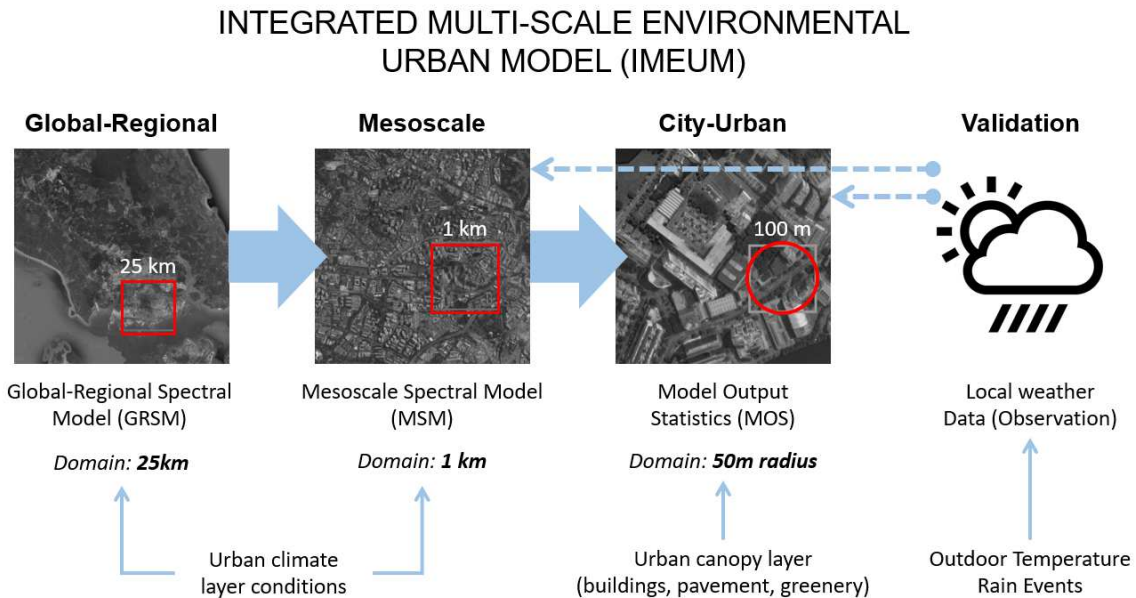 INTEGRATED MULTI-SCALE ENVIRONMENTAL
URBAN MODEL (IMEUM)
Global-Regional
Mesoscale
City-Urban
Validation
25 km
1 km
100 m
Global-Regional Spectral
Model (GRSM)
Mesoscale Spectral Model
(MSM)
Model Output
Statistics (MOS)
Local weather
Data (Observation)
Domain: 25km
Domain: 1 km
Domain: 50m radius
Urban climate
layer conditions
Urban canopy layer
(buildings, pavement, greenery)
Outdoor Temperature
Rain Events